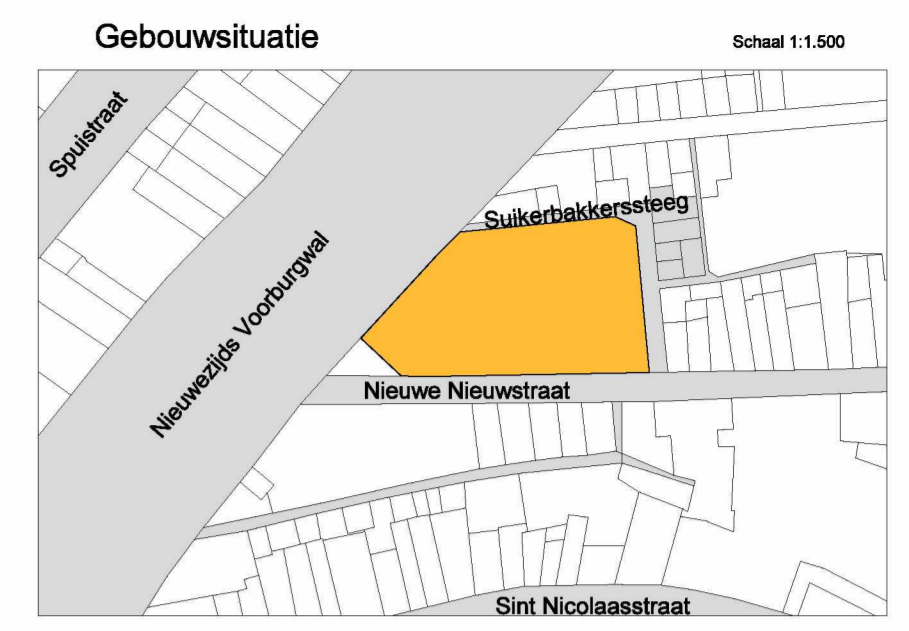 Gebouwsituatie
Schaal 1:1.500
Spuistraat
Suikerbakkerssteeg
Nieuwezijds Voorburgwal
Nieuwe Nieuwstraat
Sint Nicolaasstraat